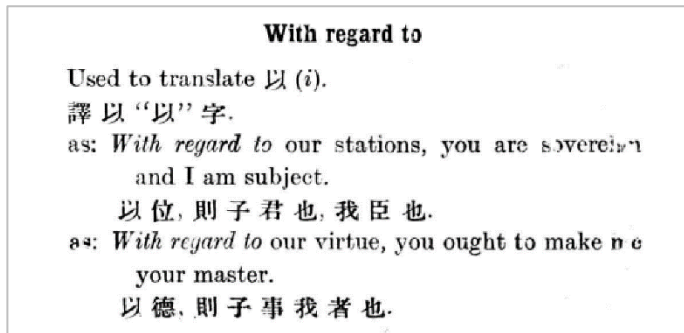 With regard to
Used to translate 以 (i).
譯以“以”字.
as: With regard to our stations, you are sovereign
and I am subject.
以位, 則子君也, 我臣也.
as: With regard to our virtue, you ought to make me
your master.
以德, 則子事我者也.